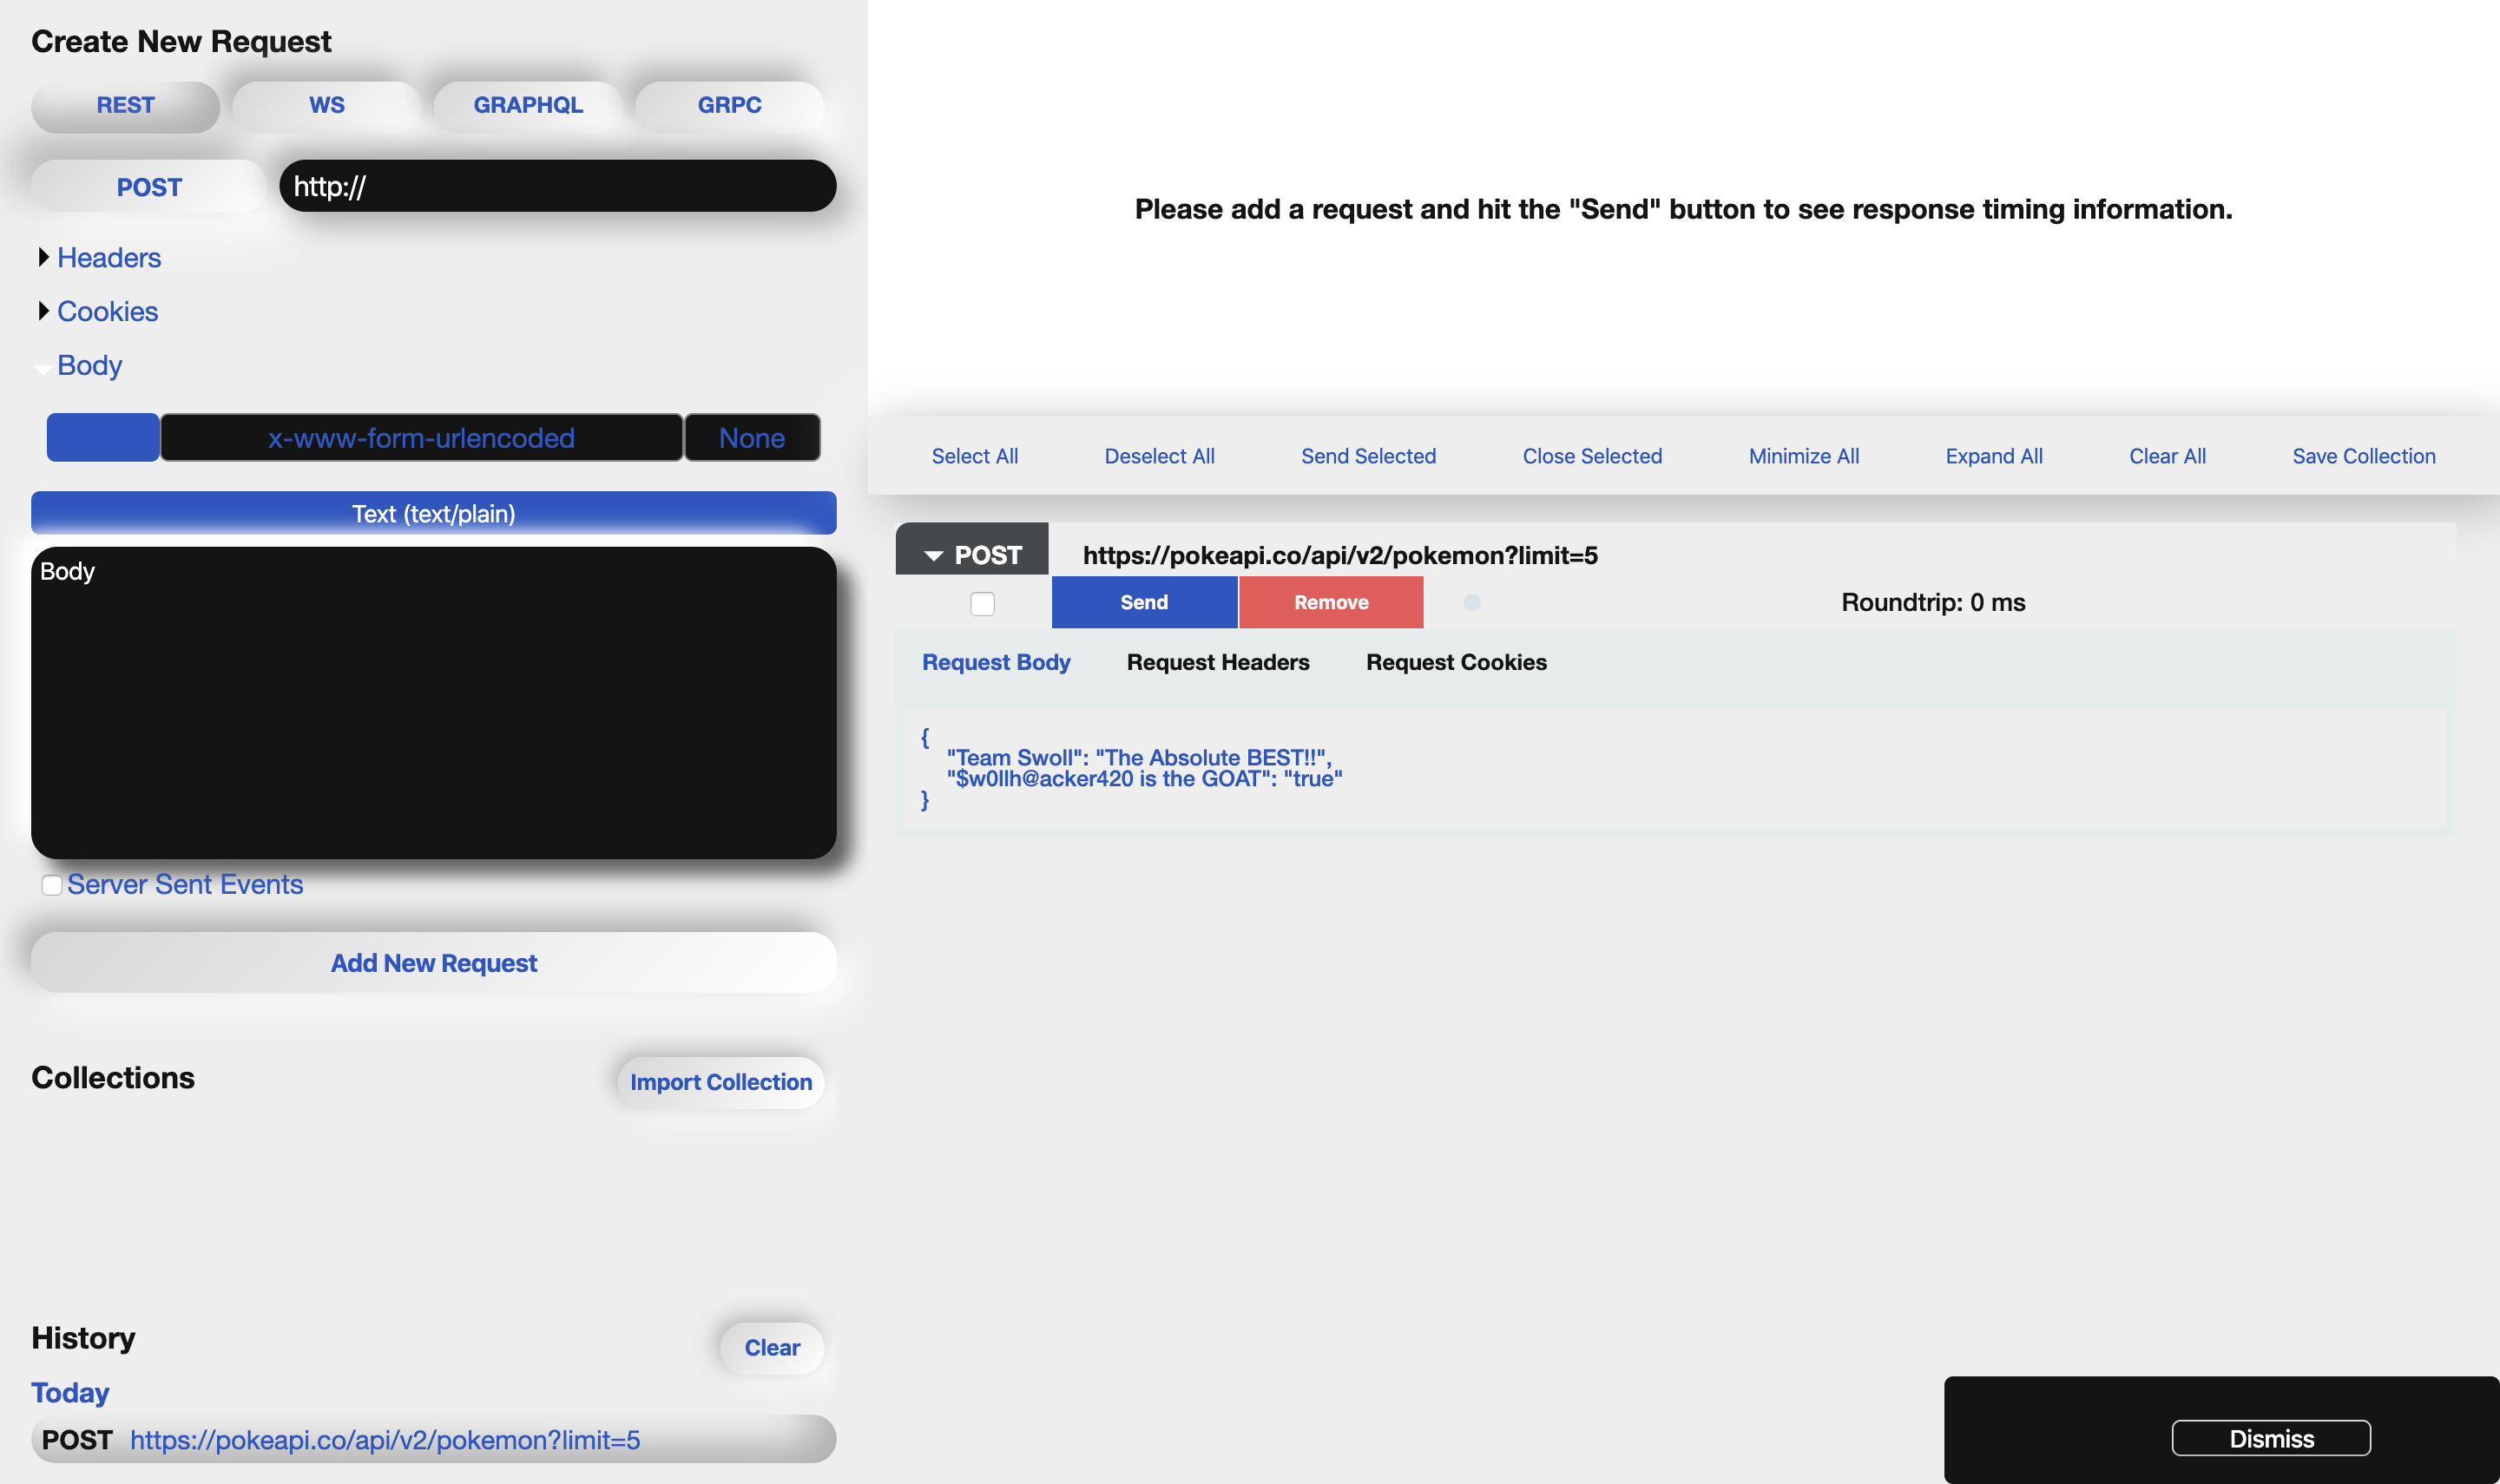 Create New Request
REST WS GRAPHQL GRPC
POST http://
Headers
Cookies
Body
x-www-form-urlencoded None
Text (text/plain)
Body
Server Sent Events
Add New Request
Collections Import Collection
History Clear
Today
POST https://pokeapi.co/api/v2/pokemon?limit=5
Please add a request and hit the "Send" button to see response timing information.
Select All Deselect All Send Selected Close Selected Minimize All Expand All Clear All Save Collection
POST https://pokeapi.co/api/v2/pokemon?limit=5
Send Remove Roundtrip: 0 ms
Request Body Request Headers Request Cookies
{
"Team Swoll": "The Absolute BEST!!",
"$w0llh@acker420 is the GOAT": "true"
}
Dismiss